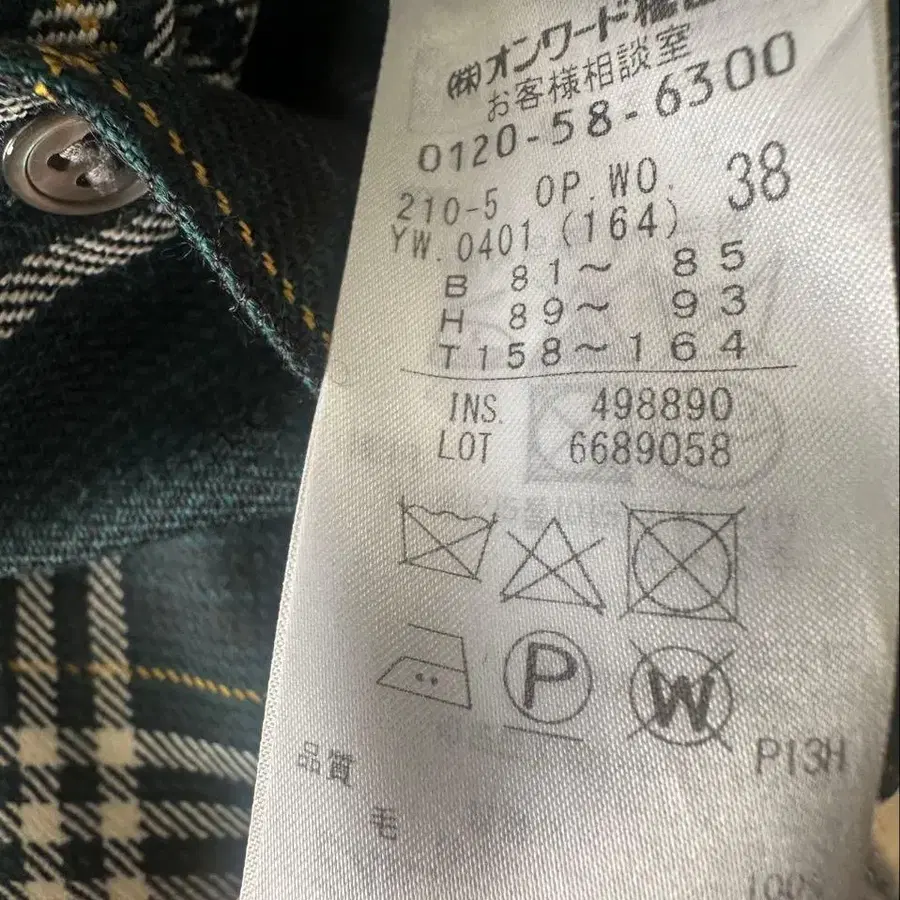 ㈱オンワード樫山
お客様相談室
0120-58-6300
210-5 OP.WO. 38
YW.0401 (164)
B 81～ 85
H 89～ 93
T158～164
INS. 498890
LOT 6689058
P
W
P13H
品質
毛